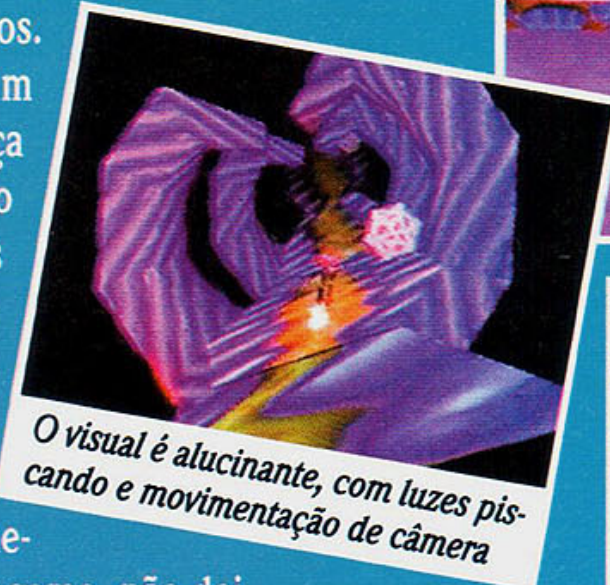 os.
m
ça
o
s
O visual é alucinante, com luzes pis-
cando e movimentação de câmera
e-